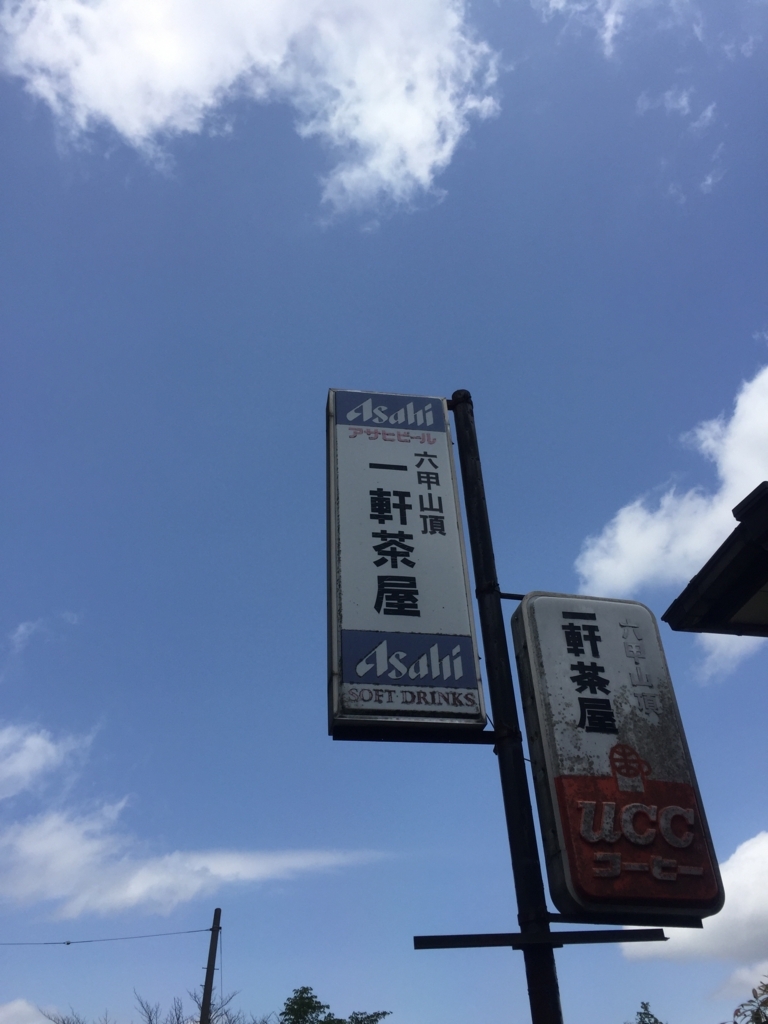 Asahi
アサヒビール
六甲山頂
一軒茶屋
Asahi
SOFT DRINKS
六甲山頂
一軒茶屋
UCC
コーヒー